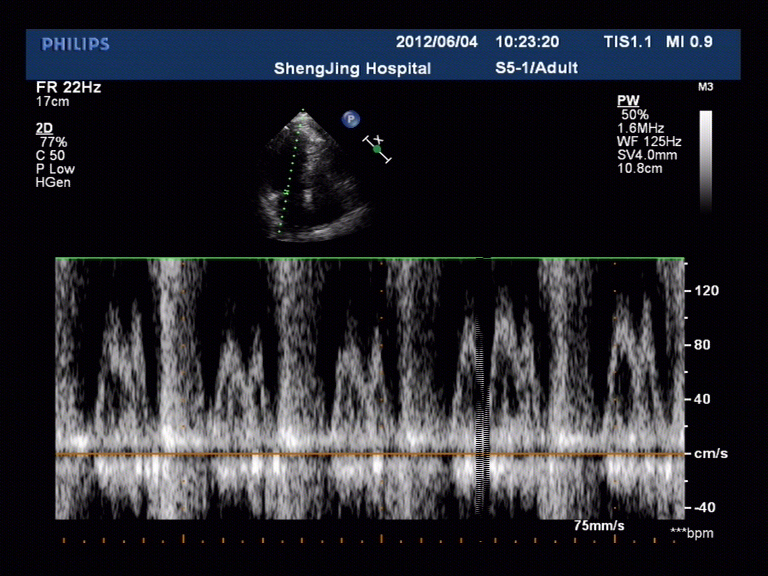 PHILIPS
2012/06/04 10:23:20 TIS1.1 MI 0.9
ShengJing Hospital S5-1/Adult
FR 22Hz
17cm
2D
77%
C 50
P Low
HGen
P
X
M3
PW
50%
1.6MHz
WF 125Hz
SV4.0mm
10.8cm
120
80
40
cm/s
-40
75mm/s
***bpm